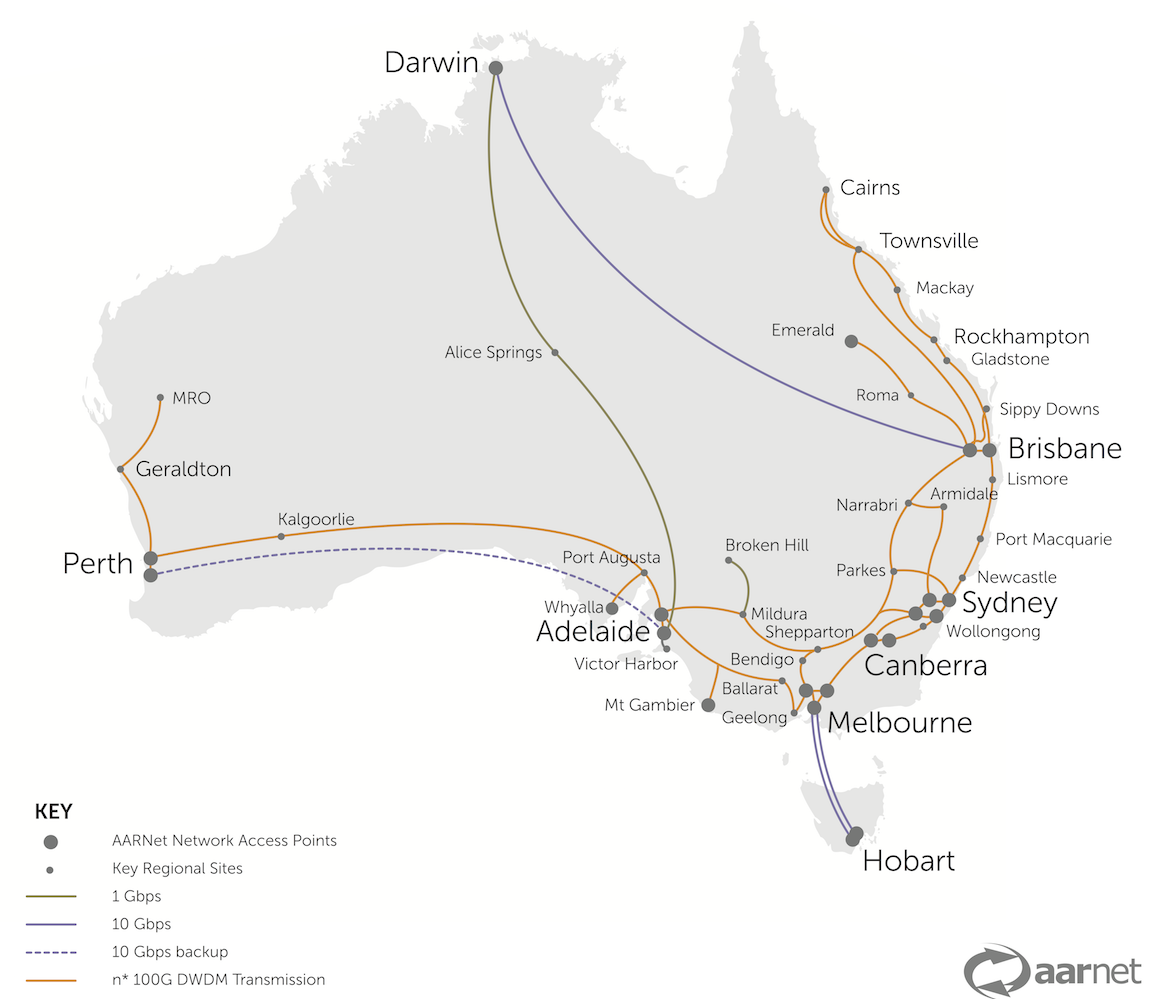 Darwin
Cairns
Townsville
Mackay
Emerald
Rockhampton
Gladstone
Alice Springs
Roma
MRO
Sippy Downs
Brisbane
Geraldton
Lismore
Armidale
Narrabri
Kalgoorlie
Port Macquarie
Broken Hill
Port Augusta
Perth
Parkes
Newcastle
Whyalla
Sydney
Mildura
Adelaide
Shepparton
Wollongong
Victor Harbor
Bendigo
Canberra
Ballarat
Mt Gambier
Geelong
Melbourne
Hobart
KEY
AARNet Network Access Points
Key Regional Sites
1 Gbps
10 Gbps
10 Gbps backup
n* 100G DWDM Transmission
aarnet